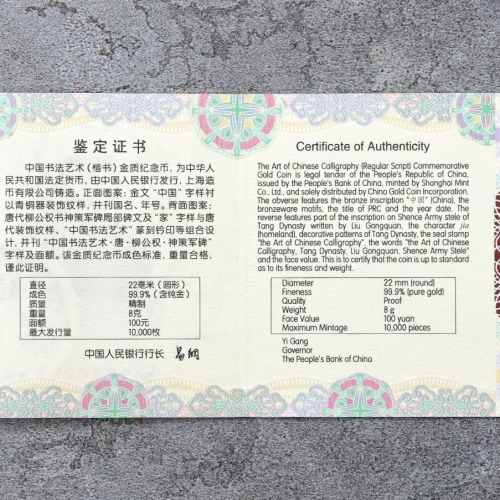 鉴定证书
中国书法艺术(楷书)金质纪念币,为中华人
民共和国法定货币,由中国人民银行发行,上海造
币有限公司铸造。正面图案:金文“中国”字样衬
以青铜器装饰纹样,并刊国名、年号。背面图案:
唐代柳公权书神策军碑局部碑文及“家”字样与唐
代装饰纹样、“中国书法艺术”篆刻钤印等组合设
计,并刊“中国书法艺术·唐·柳公权·神策军碑”
字样及面额。该金质纪念币成色标准,重量合格,
谨此证明。
直径 22毫米(圆形)
成色 99.9%(含纯金)
质量 精制
重量 8克
面额 100元
最大发行量 10,000枚
中国人民银行行长 易纲
Certificate of Authenticity
The Art of Chinese Calligraphy (Regular Script) Commemorative
Gold Coin is legal tender of the People's Republic of China,
issued by the People's Bank of China, minted by Shanghai Mint
Co., Ltd., and solely distributed by China Gold Coin Incorporation.
The obverse features the bronze inscription "中国" (China), the
bronzeware motifs, the title of PRC and the year date. The
reverse features part of the inscription on Shence Army stele of
Tang Dynasty written by Liu Gongquan, the character jia
(homeland), decorative patterns of Tang Dynasty, the seal stamp
"the Art of Chinese Calligraphy", the words "the Art of Chinese
Calligraphy, Tang Dynasty, Liu Gongquan, Shence Army Stele"
and the face value. This is to certify that the coin is up to standard
as to its fineness and weight.
Diameter 22 mm (round)
Fineness 99.9% (pure gold)
Quality Proof
Weight 8 g
Face Value 100 yuan
Maximum Mintage 10,000 pieces
Yi Gang
Governor
The People's Bank of China